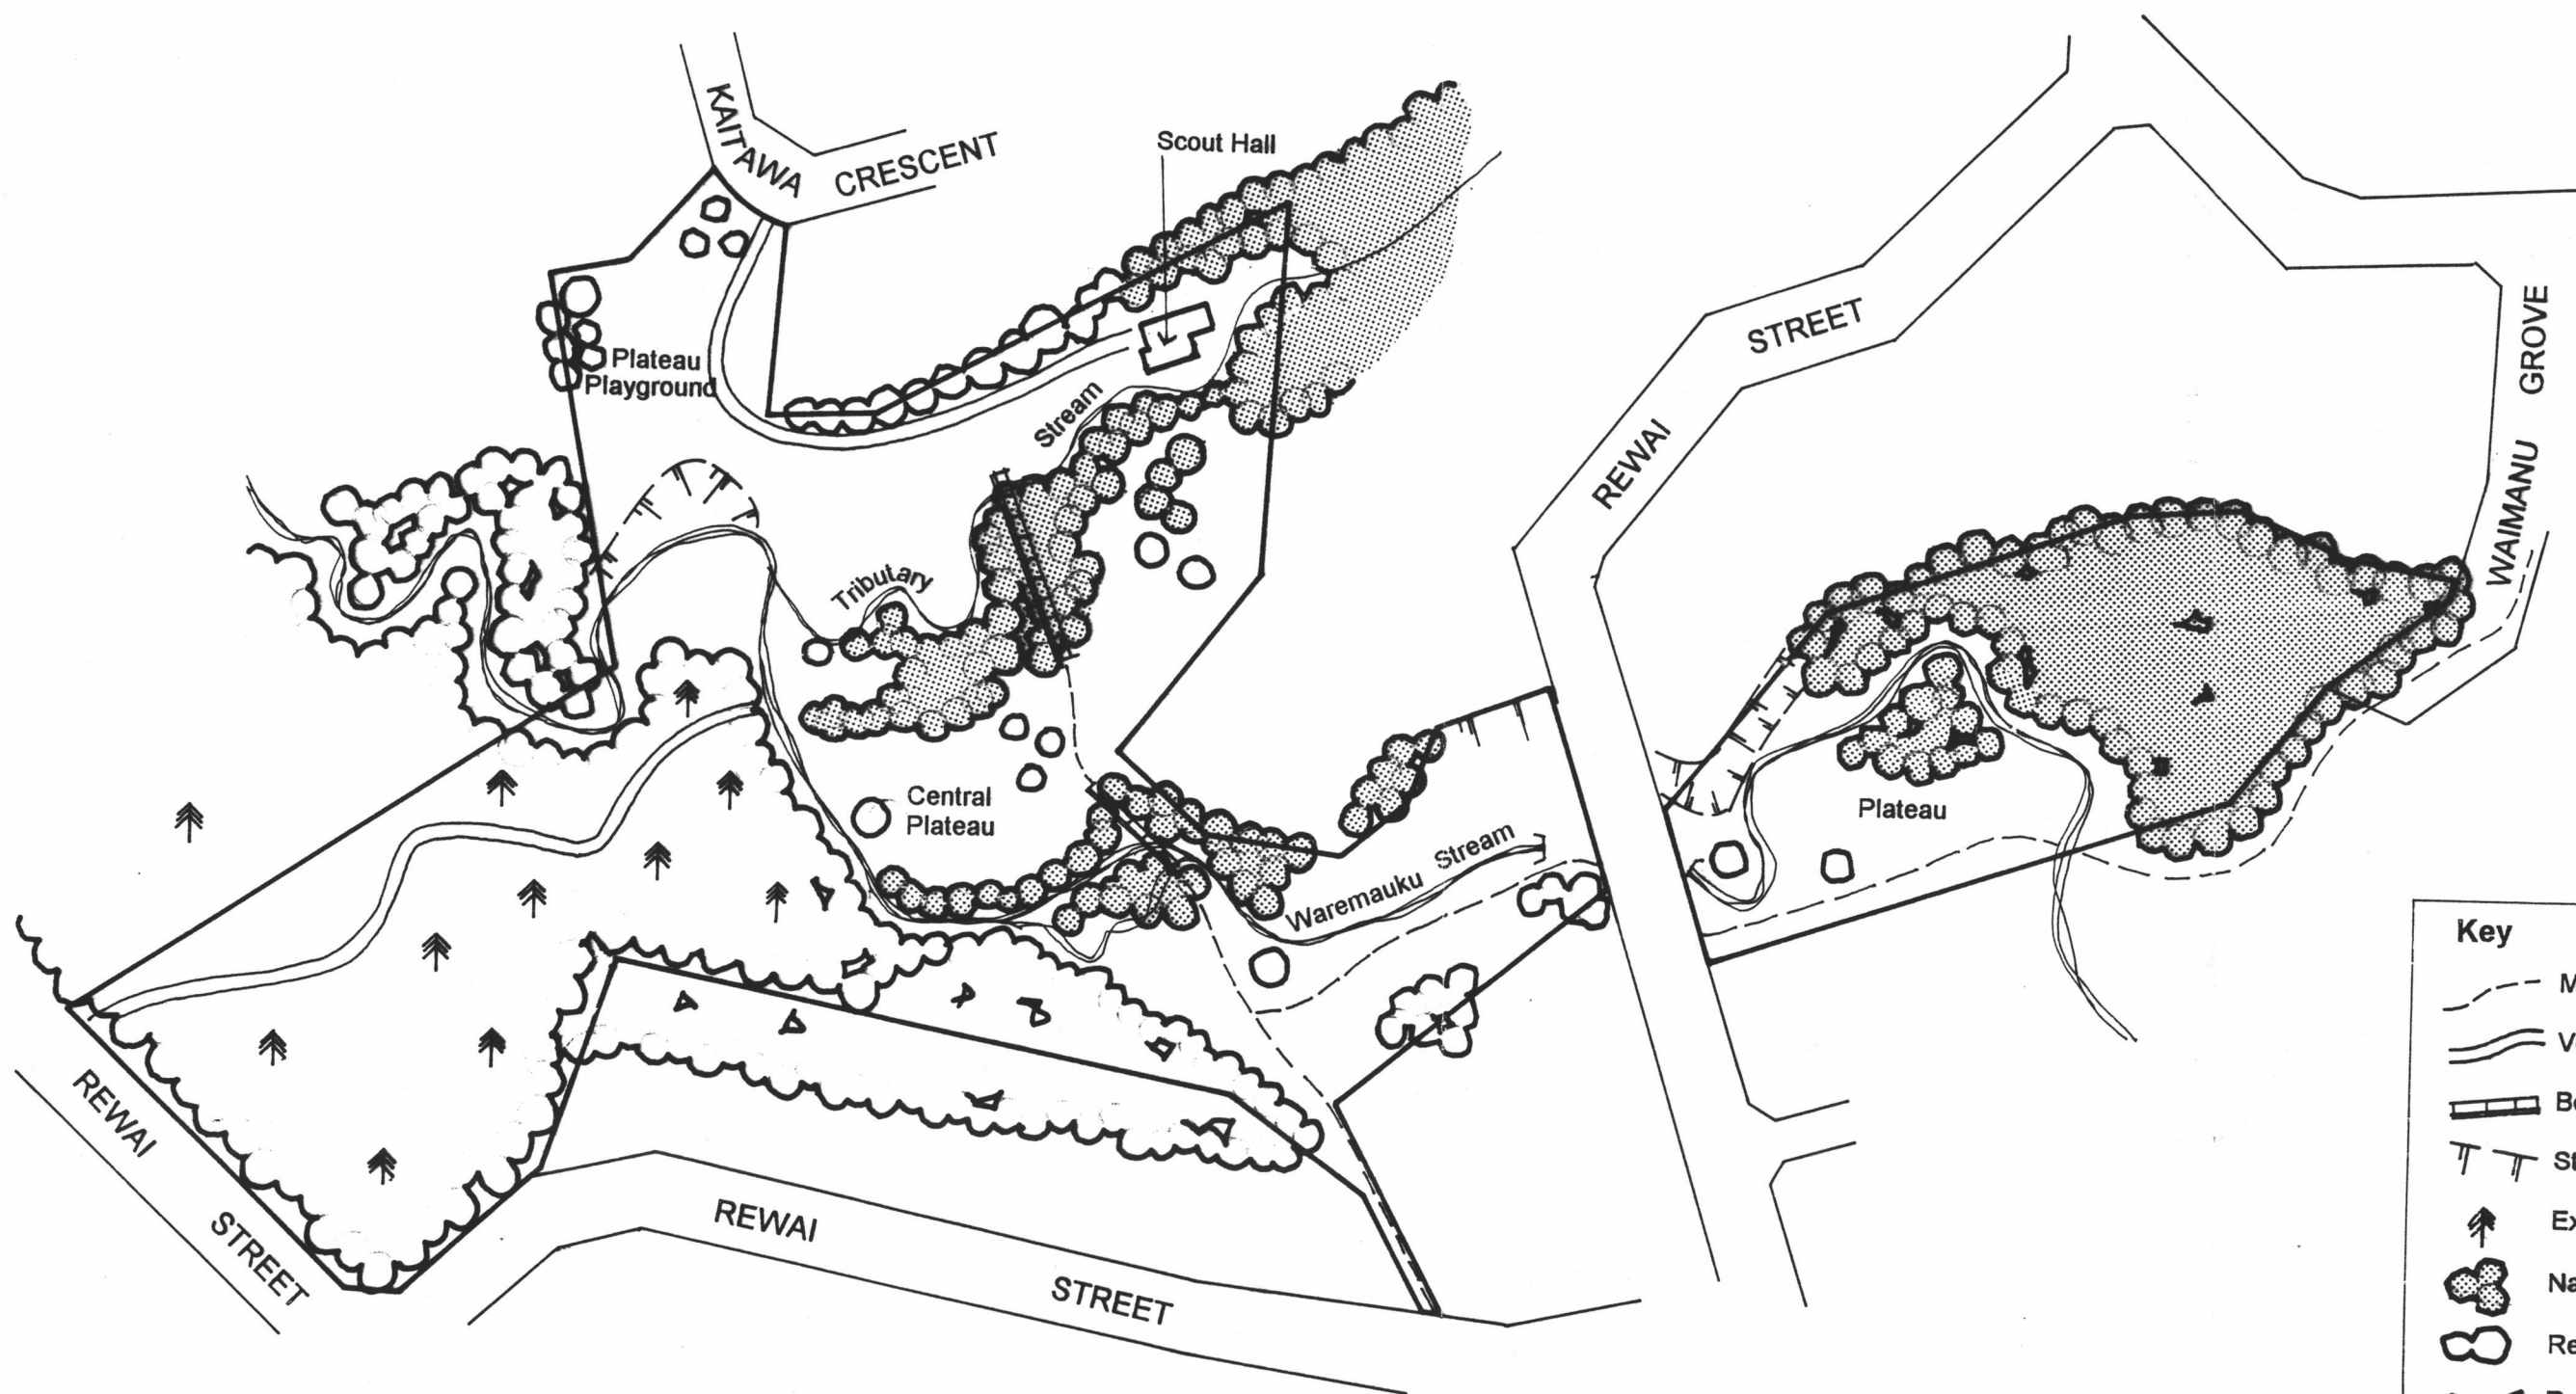 KAITAWA
CRESCENT
Scout Hall
Plateau
Playground
Stream
Tributary
Central
Plateau
Waremauku Stream
REWAI
STREET
REWAI
STREET
REWAI
STREET
WAIMANU GROVE
Plateau
Key